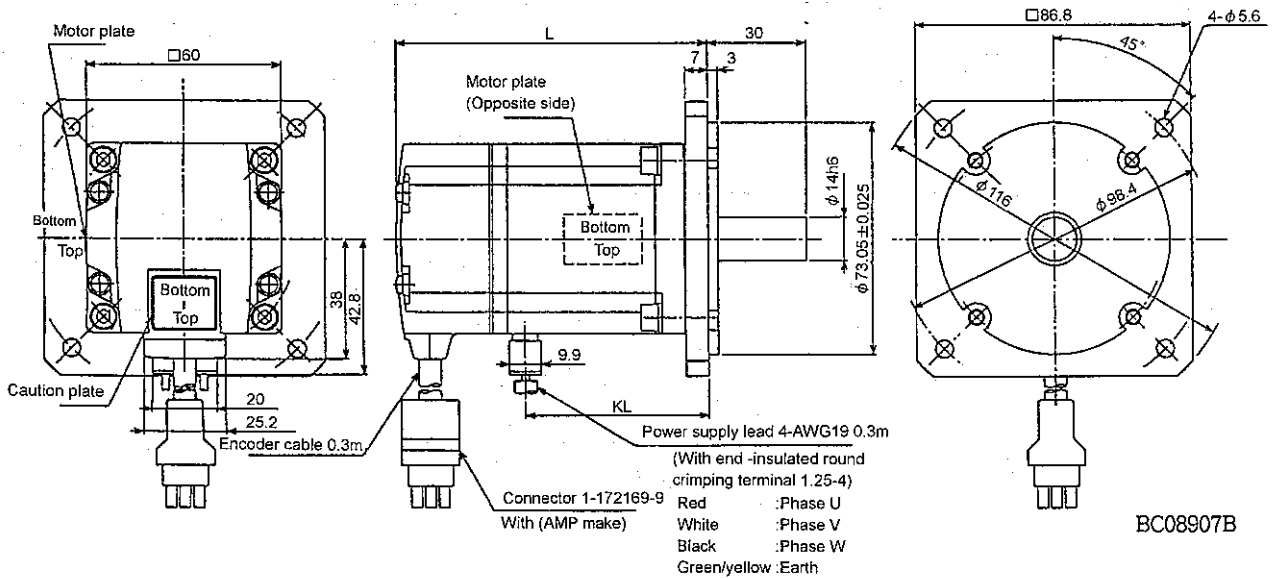 Motor plate
□60
Bottom
Top
Bottom
Top
38
42.8
Caution plate
20
25.2
Encoder cable 0.3m
L
30
7
3
Motor plate
(Opposite side)
Bottom
Top
φ14h6
φ73.05±0.025
9.9
KL
Power supply lead 4-AWG19 0.3m
(With end -insulated round
crimping terminal 1.25-4)
Red :Phase U
White :Phase V
Black :Phase W
Green/yellow :Earth
Connector 1-172169-9
With (AMP make)
□86.8
4-φ5.6
45°
φ116
φ98.4
BC08907B